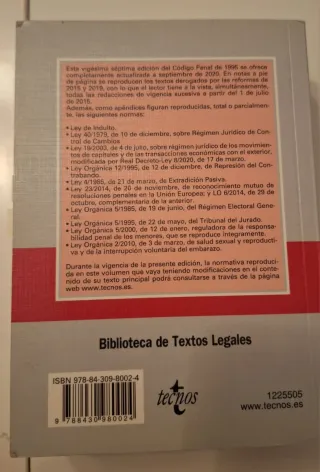 Esta vigésima séptima edición del Código Penal de 1995 se ofrece
completamente actualizada a septiembre de 2020. En notas a pie
de página se reproducen los textos derogados por las reformas de
2015 y 2019, con lo que el lector tiene a la vista, simultáneamente,
todas las redacciones de vigencia sucesiva a partir del 1 de julio
de 2015.
Además, como apéndices figuran reproducidas, total o parcialmen-
te, las siguientes normas:
• Ley de Indulto.
• Ley 40/1979, de 10 de diciembre, sobre Régimen Jurídico de Con-
trol de Cambios
• Ley 19/2003, de 4 de julio, sobre régimen jurídico de los movimien-
tos de capitales y de las transacciones económicas con el exterior,
modificada por Real Decreto-Ley 8/2020, de 17 de marzo.
• Ley Orgánica 12/1995, de 12 de diciembre, de Represión del Con-
trabando.
• Ley 4/1985, de 21 de marzo, de Extradición Pasiva.
• Ley 23/2014, de 20 de noviembre, de reconocimiento mutuo de
resoluciones penales en la Unión Europea; y LO 6/2014, de 29 de
octubre, complementaria de la anterior.
• Ley Orgánica 5/1985, de 19 de junio, del Régimen Electoral Gene-
ral.
• Ley Orgánica 5/1995, de 22 de mayo, del Tribunal del Jurado.
• Ley Orgánica 5/2000, de 12 de enero, reguladora de la responsa-
bilidad penal de los menores, que se reproduce íntegramente.
• Ley Orgánica 2/2010, de 3 de marzo, de salud sexual y reproducti-
va y de la interrupción voluntaria del embarazo.
Durante la vigencia de la presente edición, la normativa reproduci-
da en este volumen que vaya teniendo modificaciones en el conte-
nido de su texto principal podrá consultarse a través de la página
web www.tecnos.es.
Biblioteca de Textos Legales
ISBN 978-84-309-8002-4
9 788430 980024
tecnos
1225505
www.tecnos.es